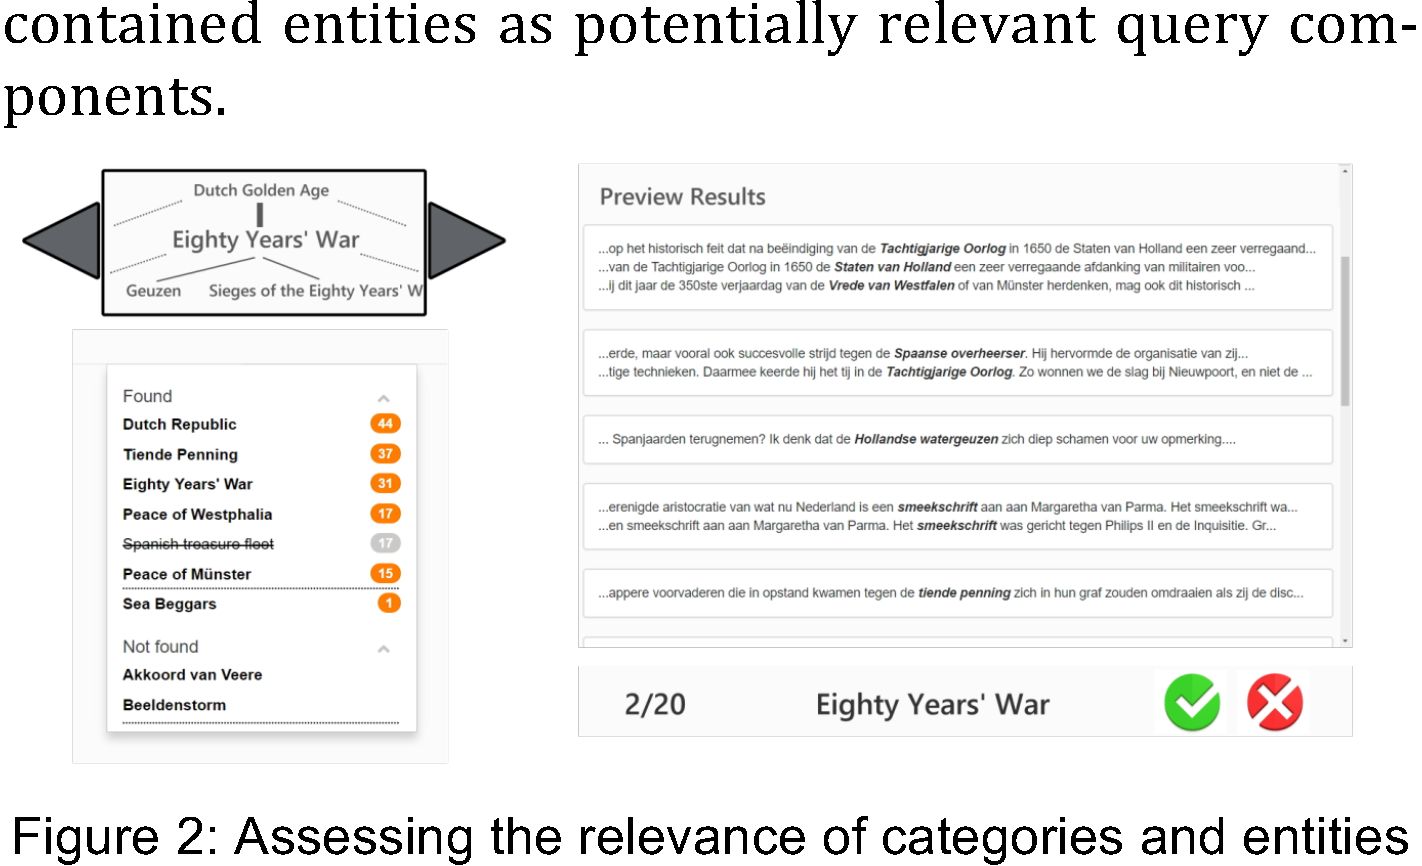 contained entities as potentially relevant query com-
ponents.
Dutch Golden Age
Eighty Years' War
Geuzen Sieges of the Eighty Years' W
Found
Dutch Republic 44
Tiende Penning 37
Eighty Years' War 31
Peace of Westphalia 17
Spanish treasure fleet 17
Peace of Münster 15
Sea Beggars 1
Not found
Akkoord van Veere
Beeldenstorm
Preview Results
...op het historisch feit dat na beëindiging van de Tachtigjarige Oorlog in 1650 de Staten van Holland een zeer verregaand...
...van de Tachtigjarige Oorlog in 1650 de Staten van Holland een zeer verregaande afdanking van militairen voo...
...ij dit jaar de 350ste verjaardag van de Vrede van Westfalen of van Münster herdenken, mag ook dit historisch ...
...erde, maar vooral ook succesvolle strijd tegen de Spaanse overheerser. Hij hervormde de organisatie van zij...
...tige technieken. Daarmee keerde hij het tij in de Tachtigjarige Oorlog. Zo wonnen we de slag bij Nieuwpoort, en niet de ...
... Spanjaarden terugnemen? Ik denk dat de Hollandse watergeuzen zich diep schamen voor uw opmerking....
...erenigde aristocratie van wat nu Nederland is een smeekschrift aan aan Margaretha van Parma. Het smeekschrift wa...
...en smeekschrift aan aan Margaretha van Parma. Het smeekschrift was gericht tegen Philips II en de Inquisitie. Gr...
...appere voorvaderen die in opstand kwamen tegen de tiende penning zich in hun graf zouden omdraaien als zij de disc...
2/20 Eighty Years' War
Figure 2: Assessing the relevance of categories and entities